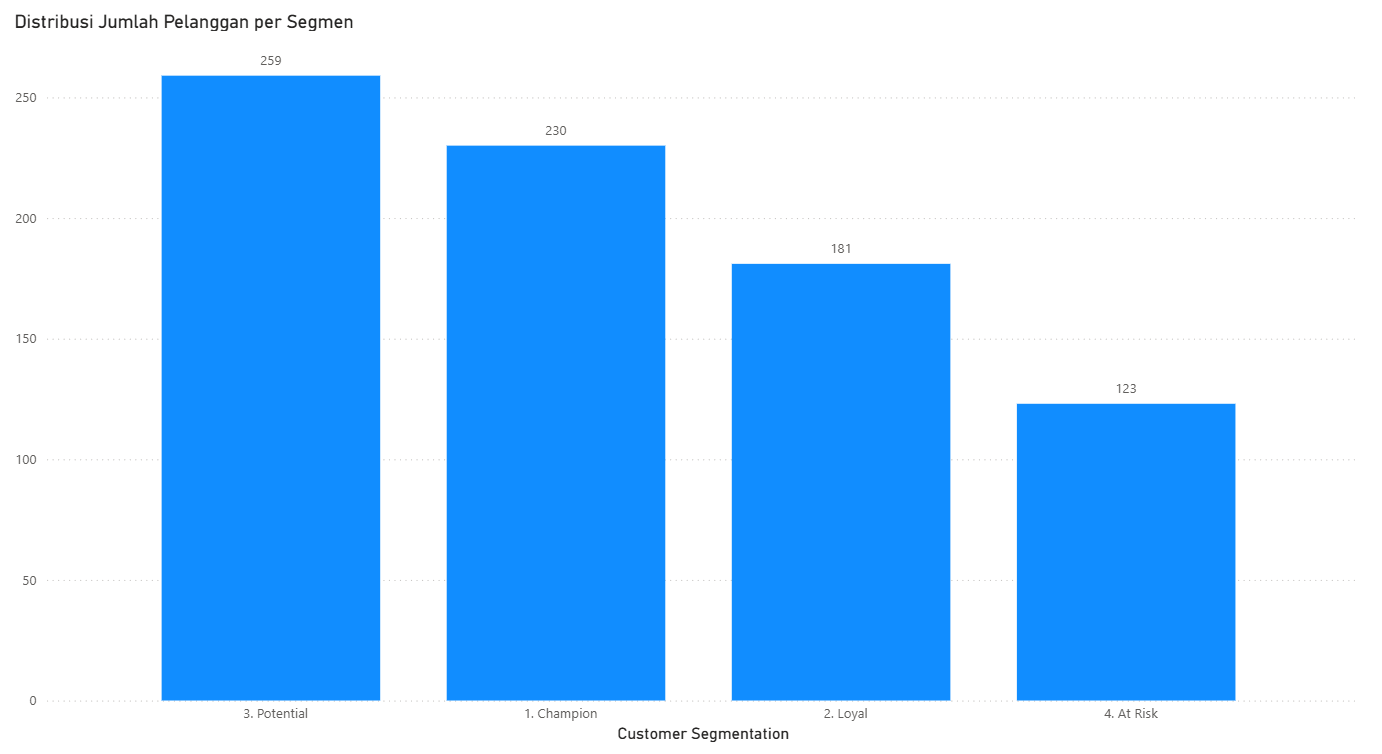 Distribusi Jumlah Pelanggan per Segmen
259
250
230
200
181
150
123
100
50
0
3. Potential
1. Champion
2. Loyal
4. At Risk
Customer Segmentation